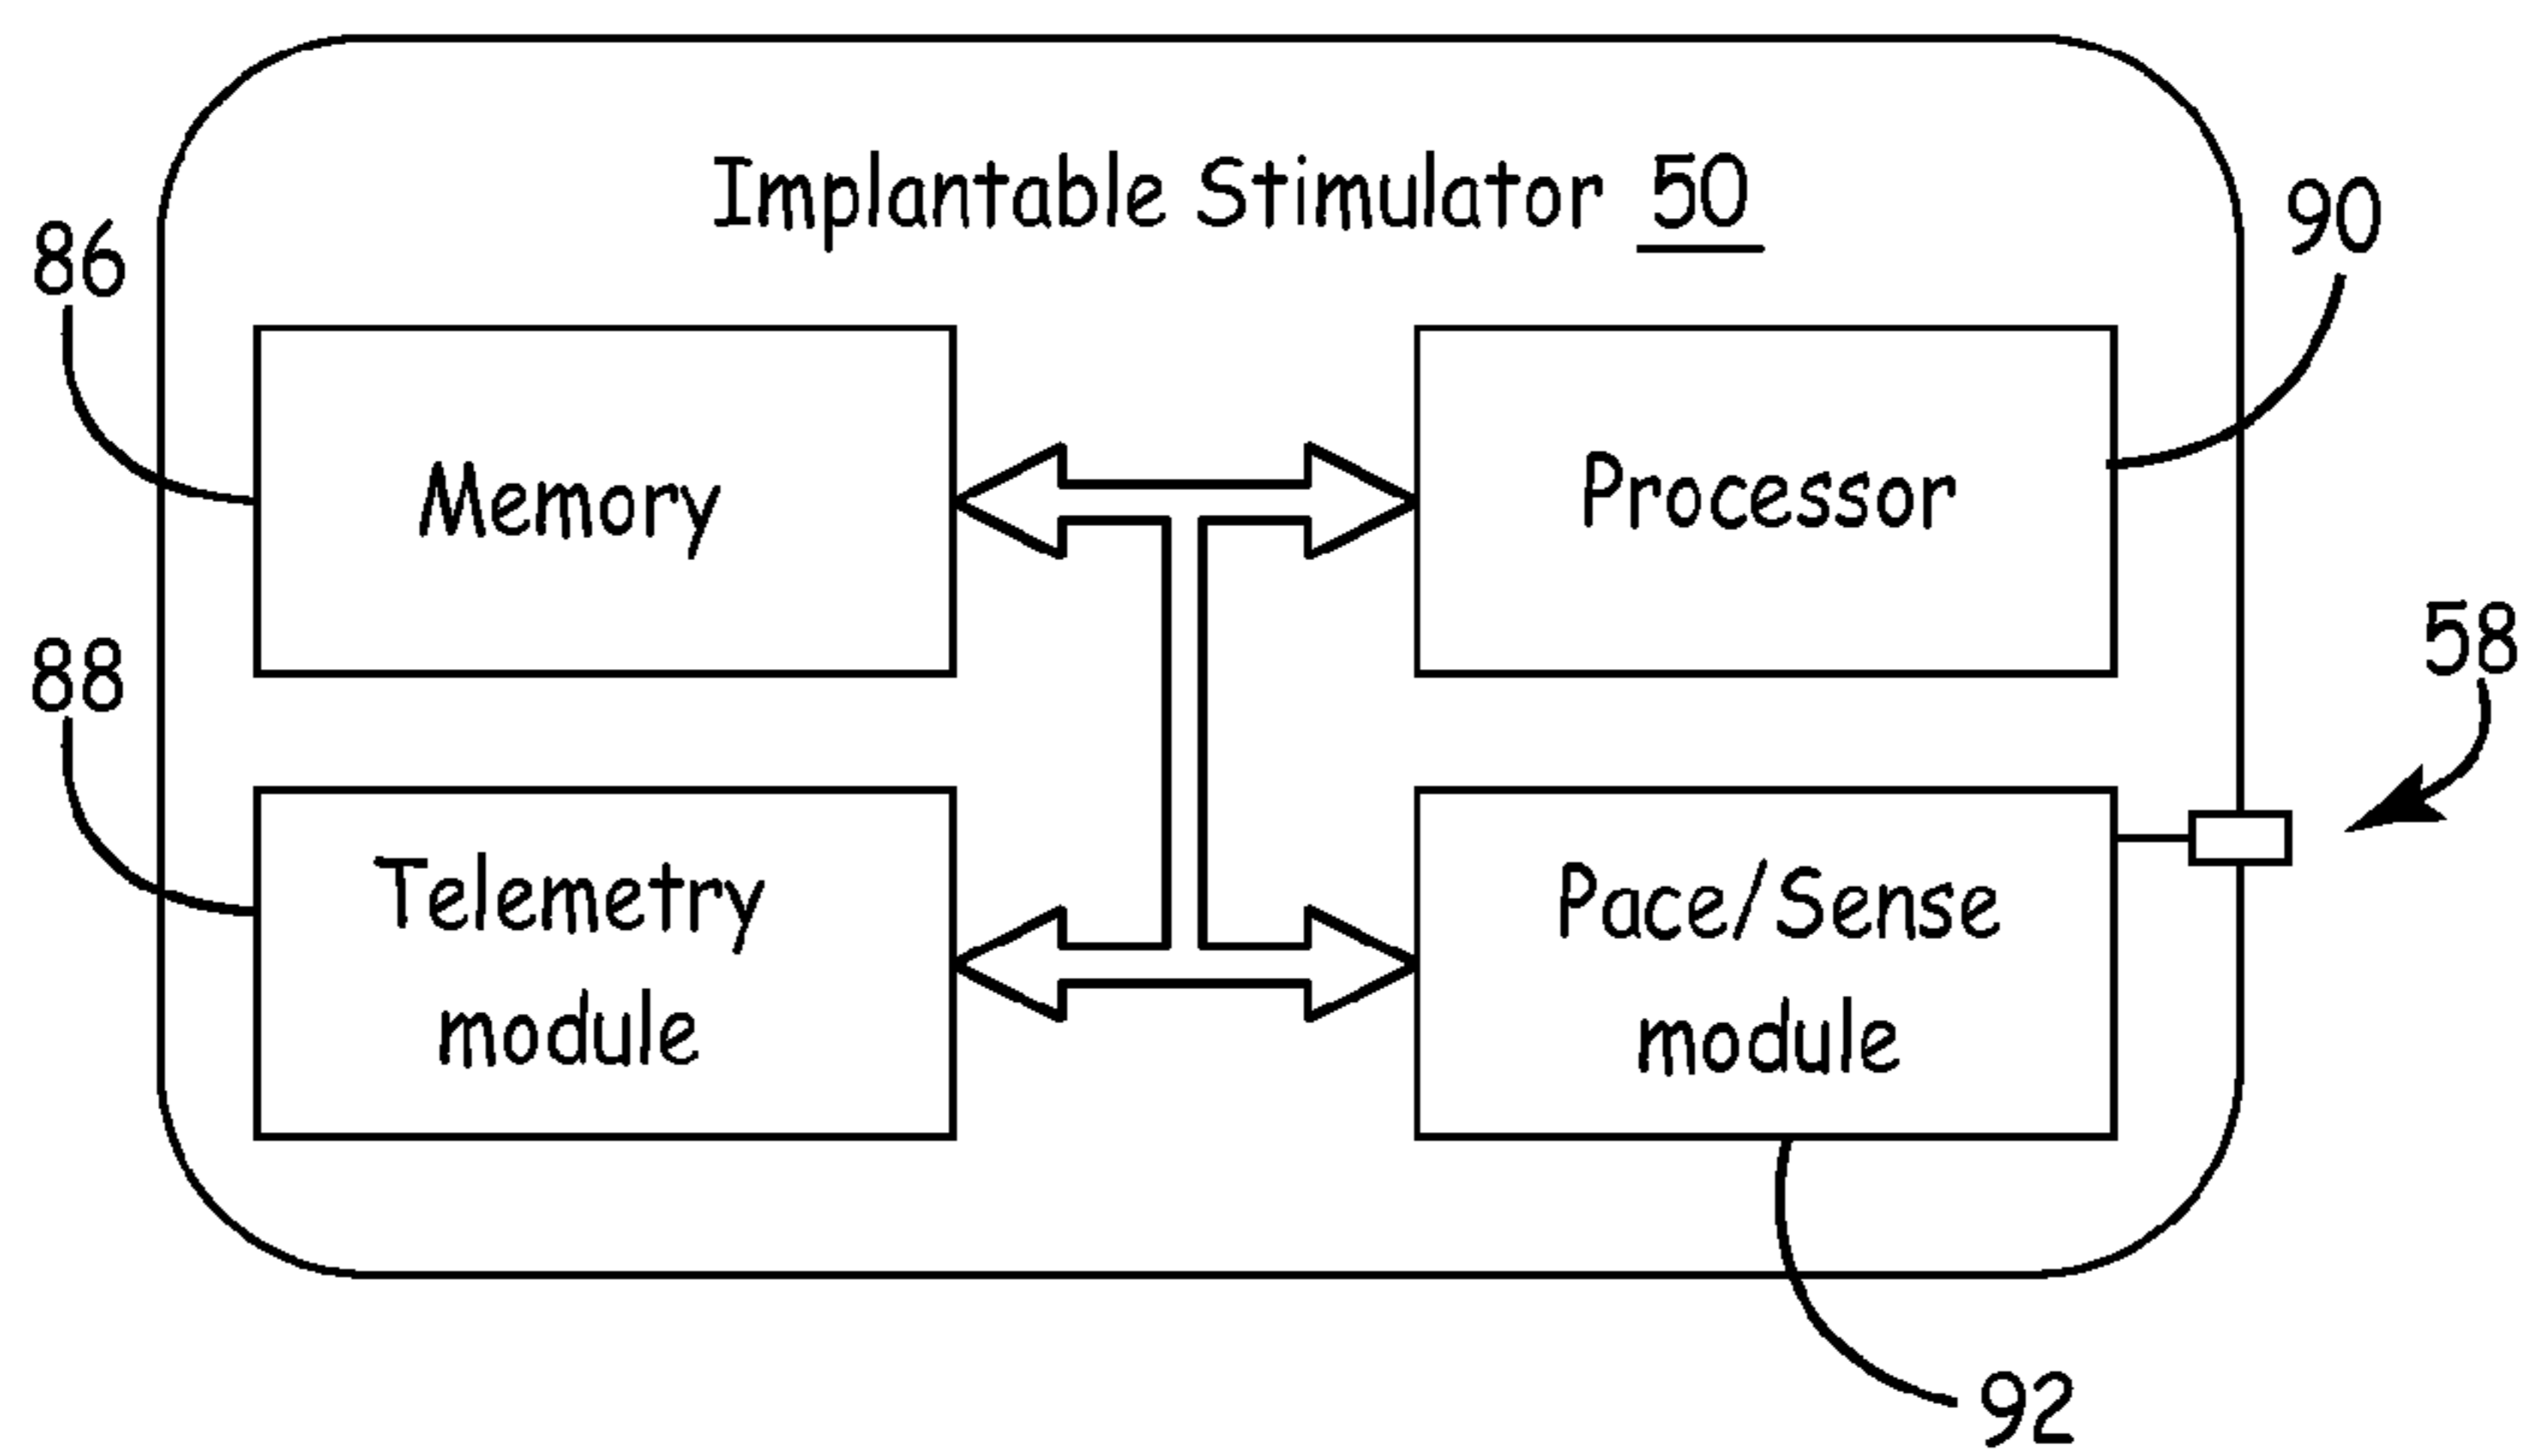 Implantable Stimulator 50
86
90
Memory
Processor
88
58
Telemetry
module
Pace/Sense
module
92